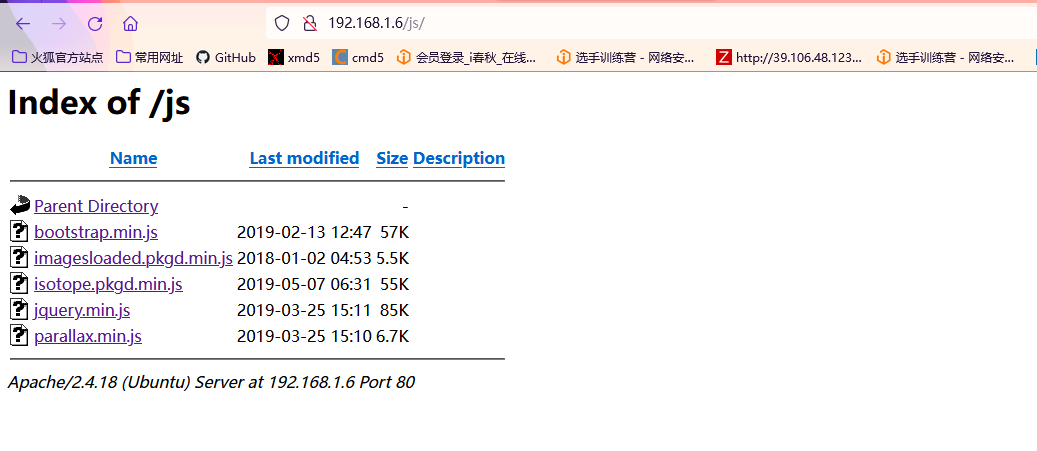 192.168.1.6/js/
火狐官方站点 常用网址 GitHub xmd5 cmd5 会员登录_i春秋_在线... 选手训练营 - 网络安... http://39.106.48.123... 选手训练营 - 网络安...
Index of /js
Name Last modified Size Description
Parent Directory -
bootstrap.min.js 2019-02-13 12:47 57K
imagesloaded.pkgd.min.js 2018-01-02 04:53 5.5K
isotope.pkgd.min.js 2019-05-07 06:31 55K
jquery.min.js 2019-03-25 15:11 85K
parallax.min.js 2019-03-25 15:10 6.7K
Apache/2.4.18 (Ubuntu) Server at 192.168.1.6 Port 80